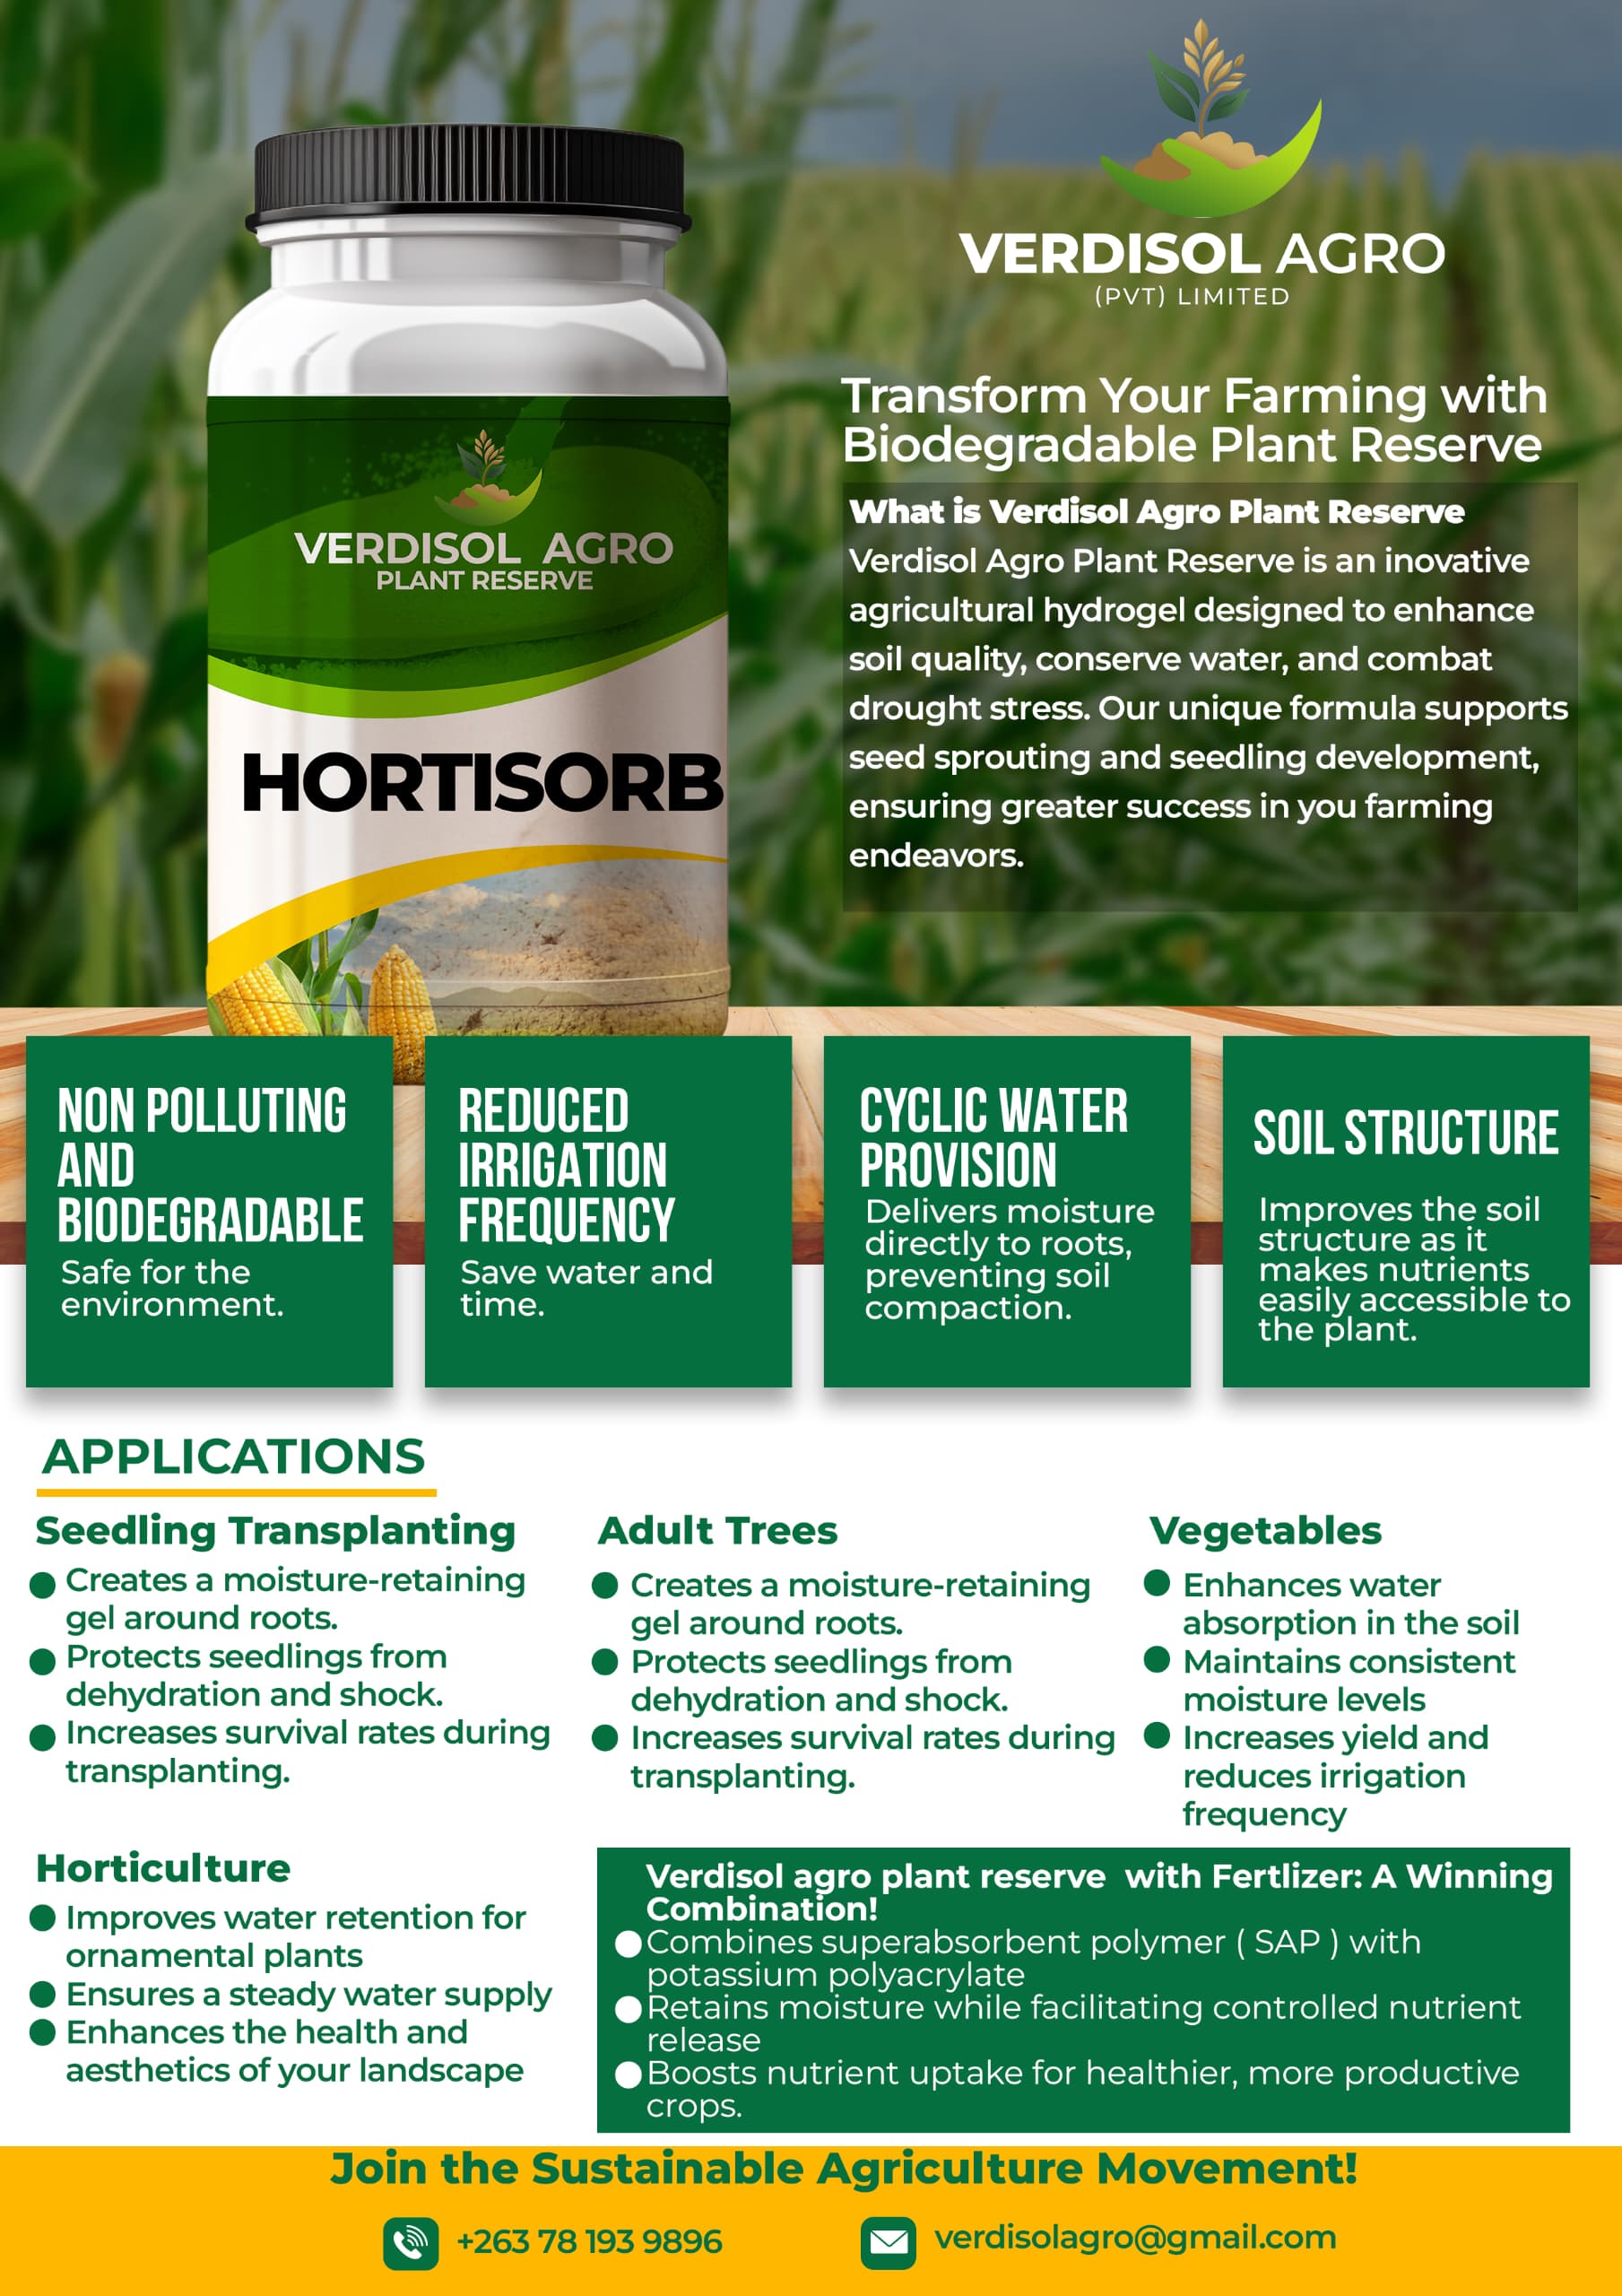 VERDISOL AGRO
(PVT) LIMITED
VERDISOL AGRO
PLANT RESERVE
HORTISORB
Transform Your Farming with
Biodegradable Plant Reserve
What is Verdisol Agro Plant Reserve
Verdisol Agro Plant Reserve is an inovative
agricultural hydrogel designed to enhance
soil quality, conserve water, and combat
drought stress. Our unique formula supports
seed sprouting and seedling development,
ensuring greater success in you farming
endeavors.
NON POLLUTING
AND
BIODEGRADABLE
Safe for the
environment.
REDUCED
IRRIGATION
FREQUENCY
Save water and
time.
CYCLIC WATER
PROVISION
Delivers moisture
directly to roots,
preventing soil
compaction.
SOIL STRUCTURE
Improves the soil
structure as it
makes nutrients
easily accessible to
the plant.
APPLICATIONS
Seedling Transplanting
Creates a moisture-retaining
gel around roots.
Protects seedlings from
dehydration and shock.
Increases survival rates during
transplanting.
Adult Trees
Creates a moisture-retaining
gel around roots.
Protects seedlings from
dehydration and shock.
Increases survival rates during
transplanting.
Vegetables
Enhances water
absorption in the soil
Maintains consistent
moisture levels
Increases yield and
reduces irrigation
frequency
Horticulture
Improves water retention for
ornamental plants
Ensures a steady water supply
Enhances the health and
aesthetics of your landscape
Verdisol agro plant reserve with Fertlizer: A Winning
Combination!
Combines superabsorbent polymer ( SAP ) with
potassium polyacrylate
Retains moisture while facilitating controlled nutrient
release
Boosts nutrient uptake for healthier, more productive
crops.
Join the Sustainable Agriculture Movement!
+263 78 193 9896
verdisolagro@gmail.com